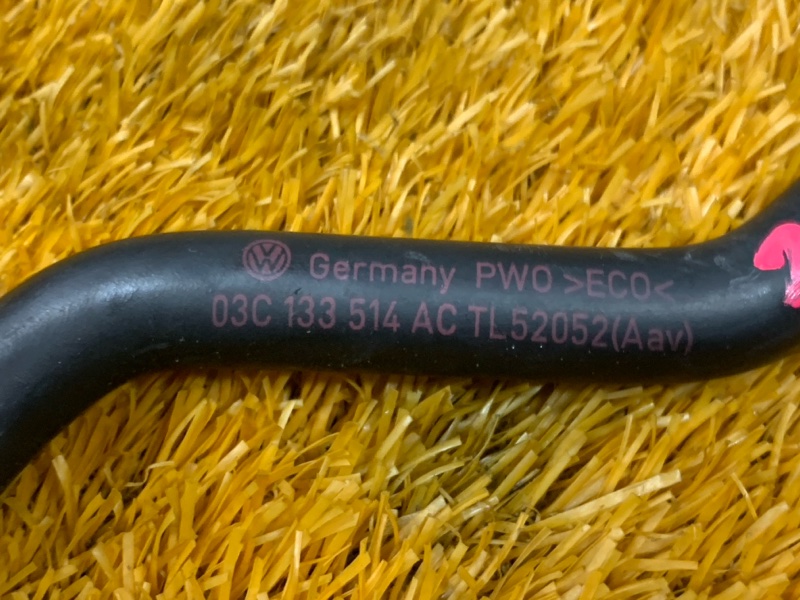 Germany PWO >ECO<
03C 133 514 AC TL52052(Aav)